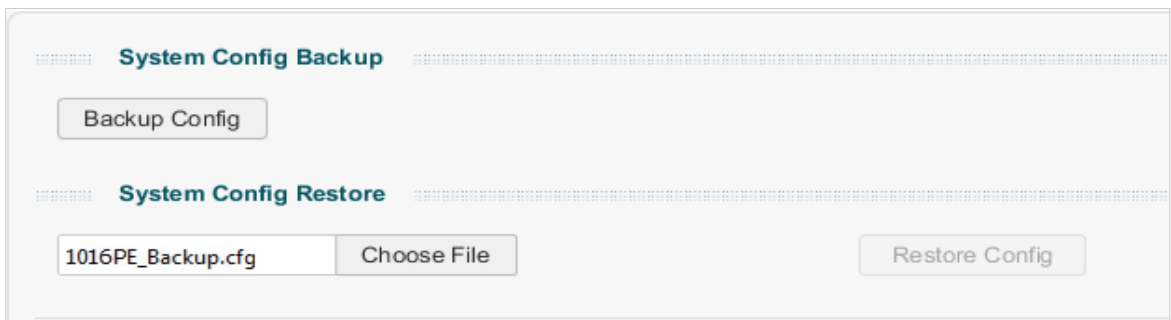 System Config Backup
Backup Config
System Config Restore
1016PE_Backup.cfg Choose File Restore Config